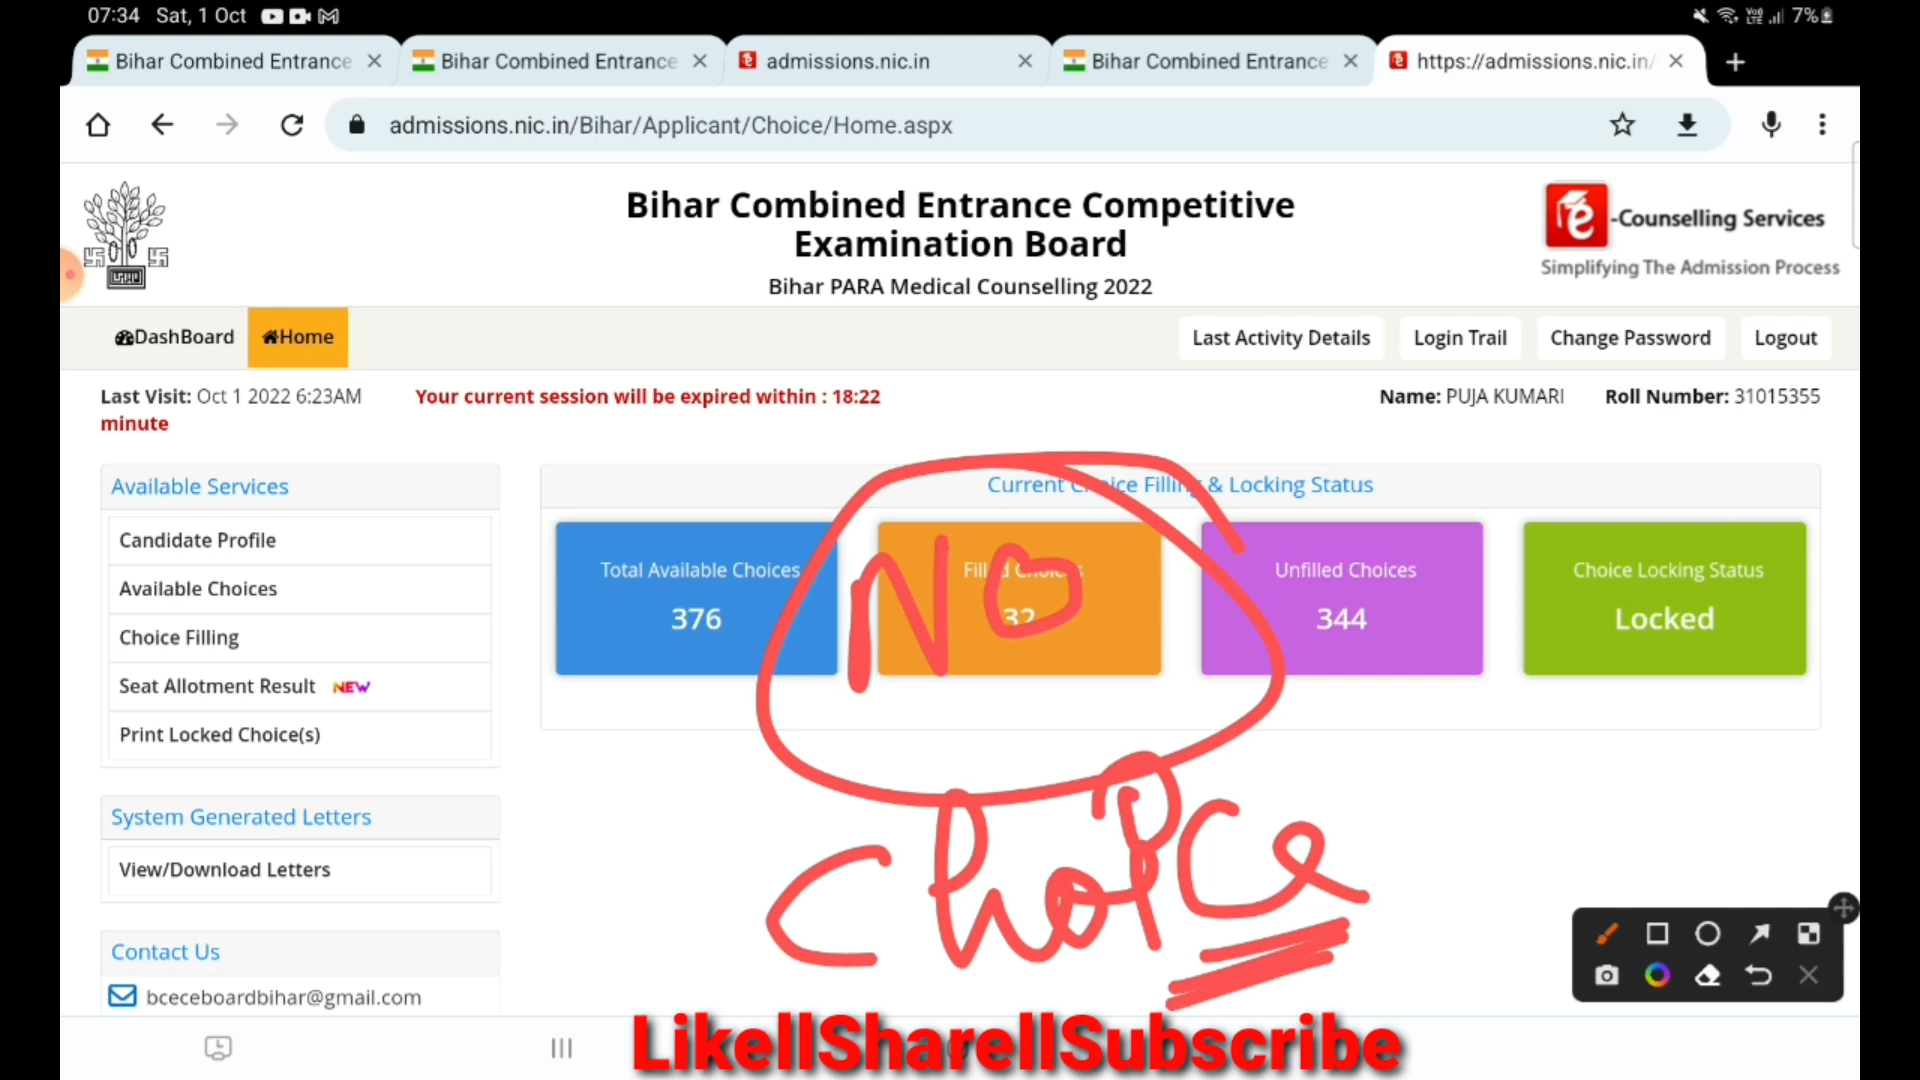 07:34 Sat, 1 Oct
7%
Bihar Combined Entrance
Bihar Combined Entrance
admissions.nic.in
Bihar Combined Entrance
https://admissions.nic.in/
admissions.nic.in/Bihar/Applicant/Choice/Home.aspx
Bihar Combined Entrance Competitive
Examination Board
Bihar PARA Medical Counselling 2022
e-Counselling Services
Simplifying The Admission Process
DashBoard
Home
Last Activity Details
Login Trail
Change Password
Logout
Last Visit: Oct 1 2022 6:23AM
Your current session will be expired within : 18:22
minute
Name: PUJA KUMARI
Roll Number: 31015355
Available Services
Candidate Profile
Available Choices
Choice Filling
Seat Allotment Result NEW
Print Locked Choice(s)
System Generated Letters
View/Download Letters
Contact Us
bceceboardbihar@gmail.com
Current Choice Filling & Locking Status
Total Available Choices
376
Filled Choices
32
Unfilled Choices
344
Choice Locking Status
Locked
NO
Choice
LikellSharellSubscribe